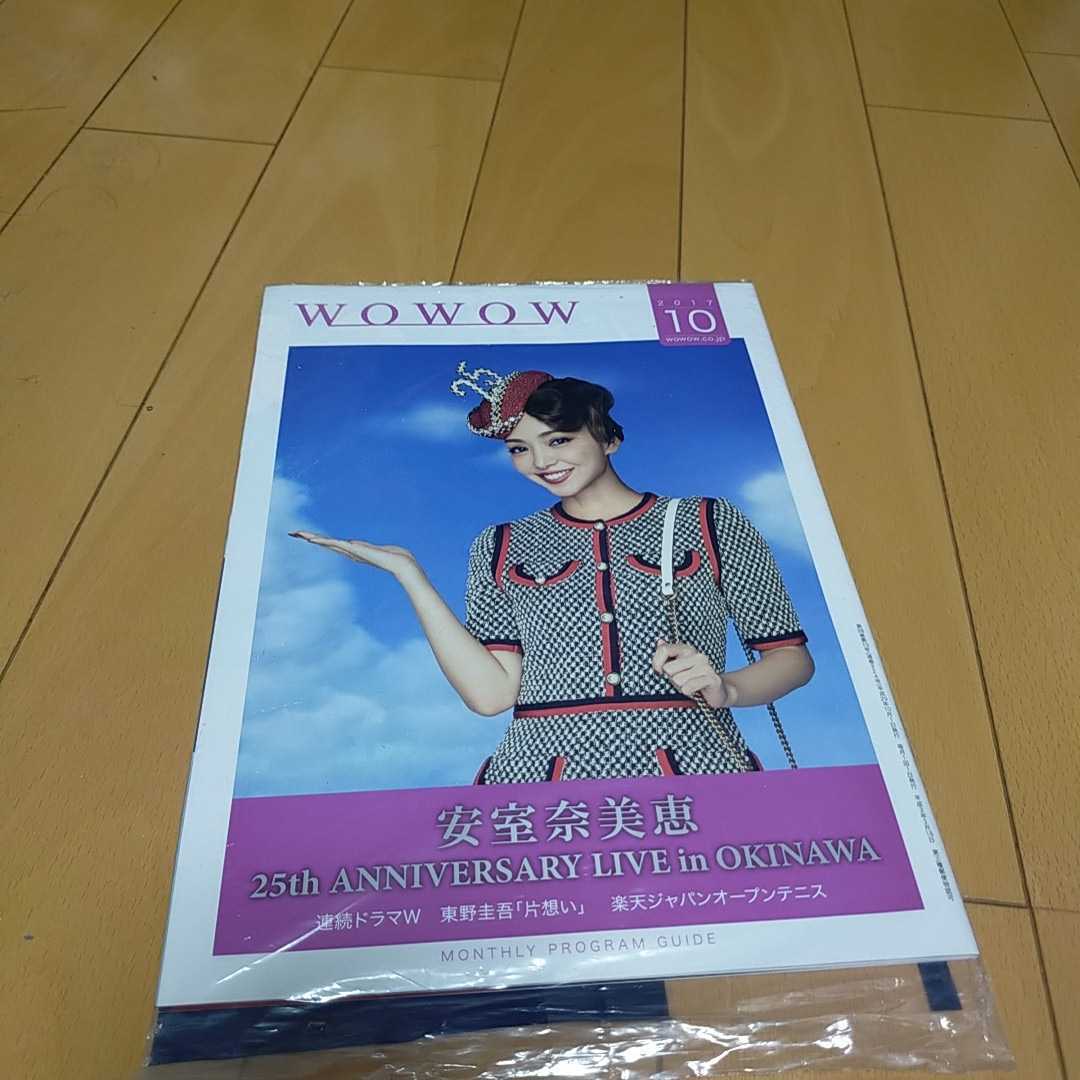 WOWOW
2017
10
wowow.co.jp
安室奈美恵
25th ANNIVERSARY LIVE in OKINAWA
連続ドラマW 東野圭吾「片想い」 楽天ジャパンオープンテニス
MONTHLY PROGRAM GUIDE